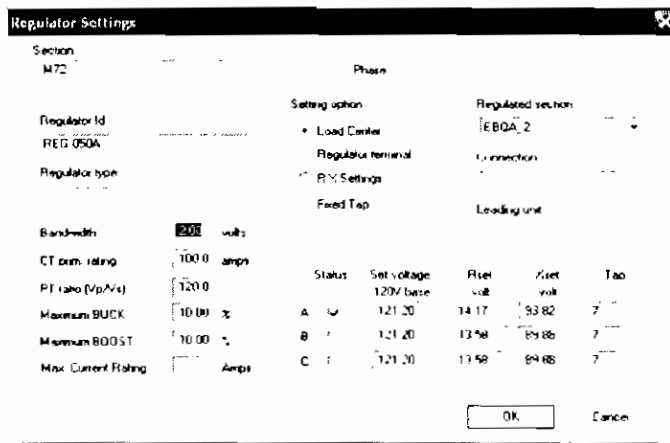 Regulator Settings
Section
M72
Phase
Regulator Id
REG 050A
Regulator type
Setting option
Load Center
Regulator terminal
R X Settings
Fixed Tap
Regulated section
EBQA_2
Connection
Leading unit
Bandwidth 2.00 volts
CT prim. rating 100.0 amps
PT ratio (Vp/Vs) 120.0
Maximum BUCK 10.00 %
Maximum BOOST 10.00 %
Max. Current Rating Amps
Status Set voltage Rset Xset Tap
120V base volt volt
A 121.20 14.17 93.82 7
B 121.20 13.58 89.88 7
C 121.20 13.58 89.88 7
OK Cancel